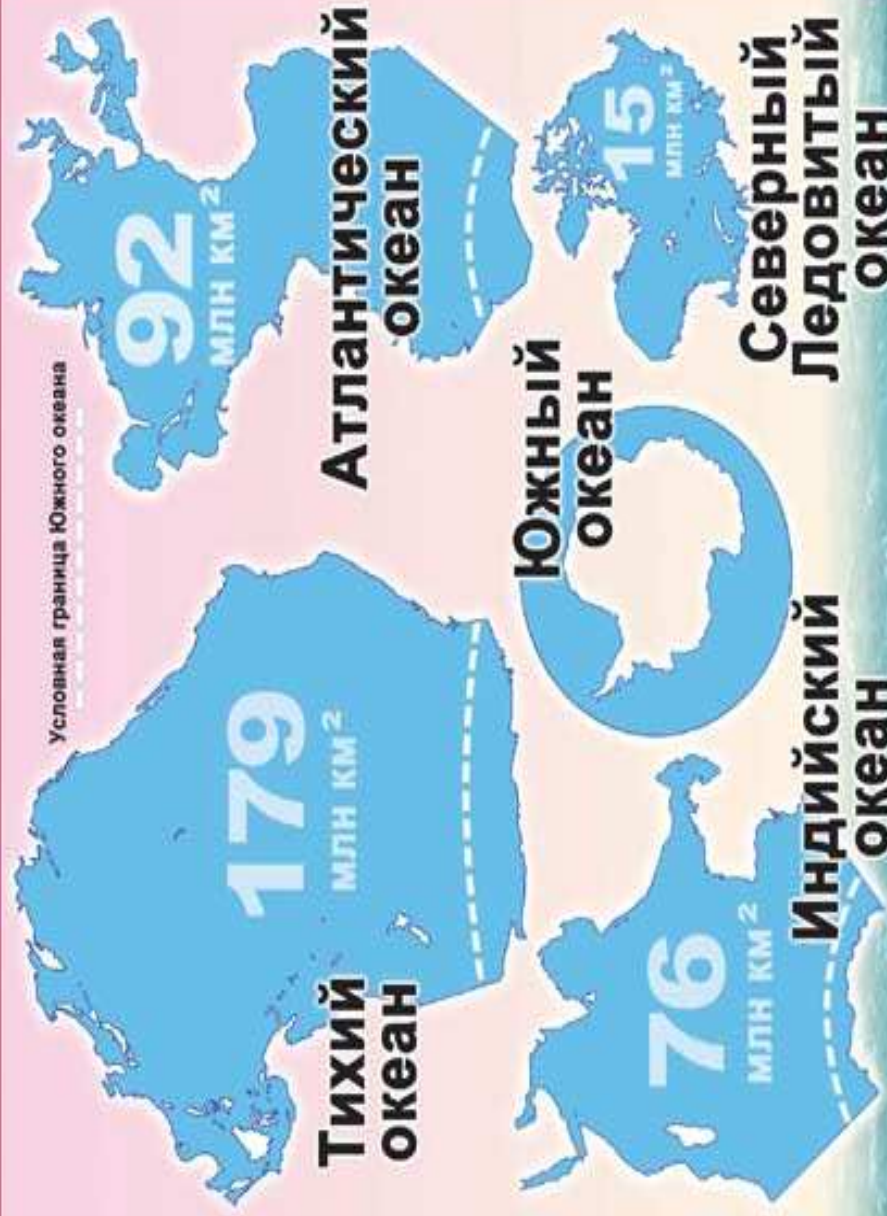 Условная граница Южного океана
179
МЛН КМ²
Тихий
океан
92
МЛН КМ²
Атлантический
океан
76
МЛН КМ²
Индийский
океан
Южный
океан
15
МЛН КМ²
Северный
Ледовитый
океан